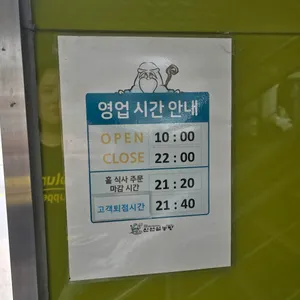 영업 시간 안내
OPEN 10 : 00
CLOSE 22 : 00
홀 식사 주문
마감 시간 21 : 20
고객퇴점시간 21 : 40